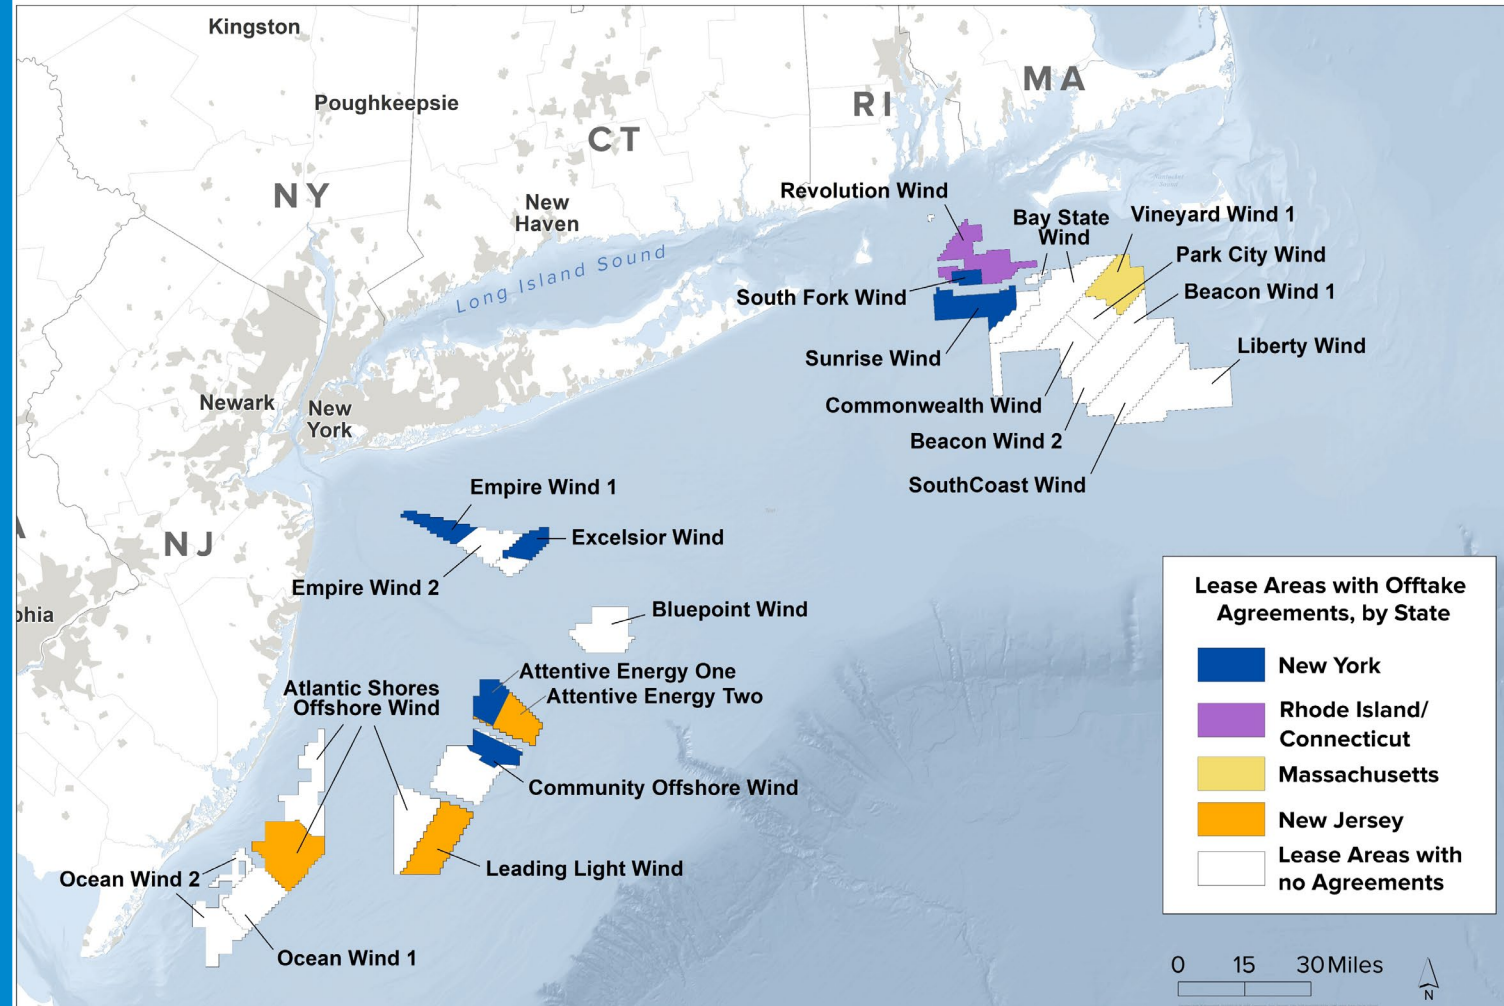 Kingston
Poughkeepsie
NY
CT
RI
MA
New
Haven
Long Island Sound
Newark
New
York
NJ
A
phia
Revolution Wind
Bay State
Wind
Vineyard Wind 1
Park City Wind
South Fork Wind
Beacon Wind 1
Sunrise Wind
Liberty Wind
Commonwealth Wind
Beacon Wind 2
SouthCoast Wind
Empire Wind 1
Excelsior Wind
Empire Wind 2
Bluepoint Wind
Attentive Energy One
Attentive Energy Two
Atlantic Shores
Offshore Wind
Community Offshore Wind
Leading Light Wind
Ocean Wind 2
Ocean Wind 1
Lease Areas with Offtake
Agreements, by State
New York
Rhode Island/
Connecticut
Massachusetts
New Jersey
Lease Areas with
no Agreements
0 15 30 Miles
N